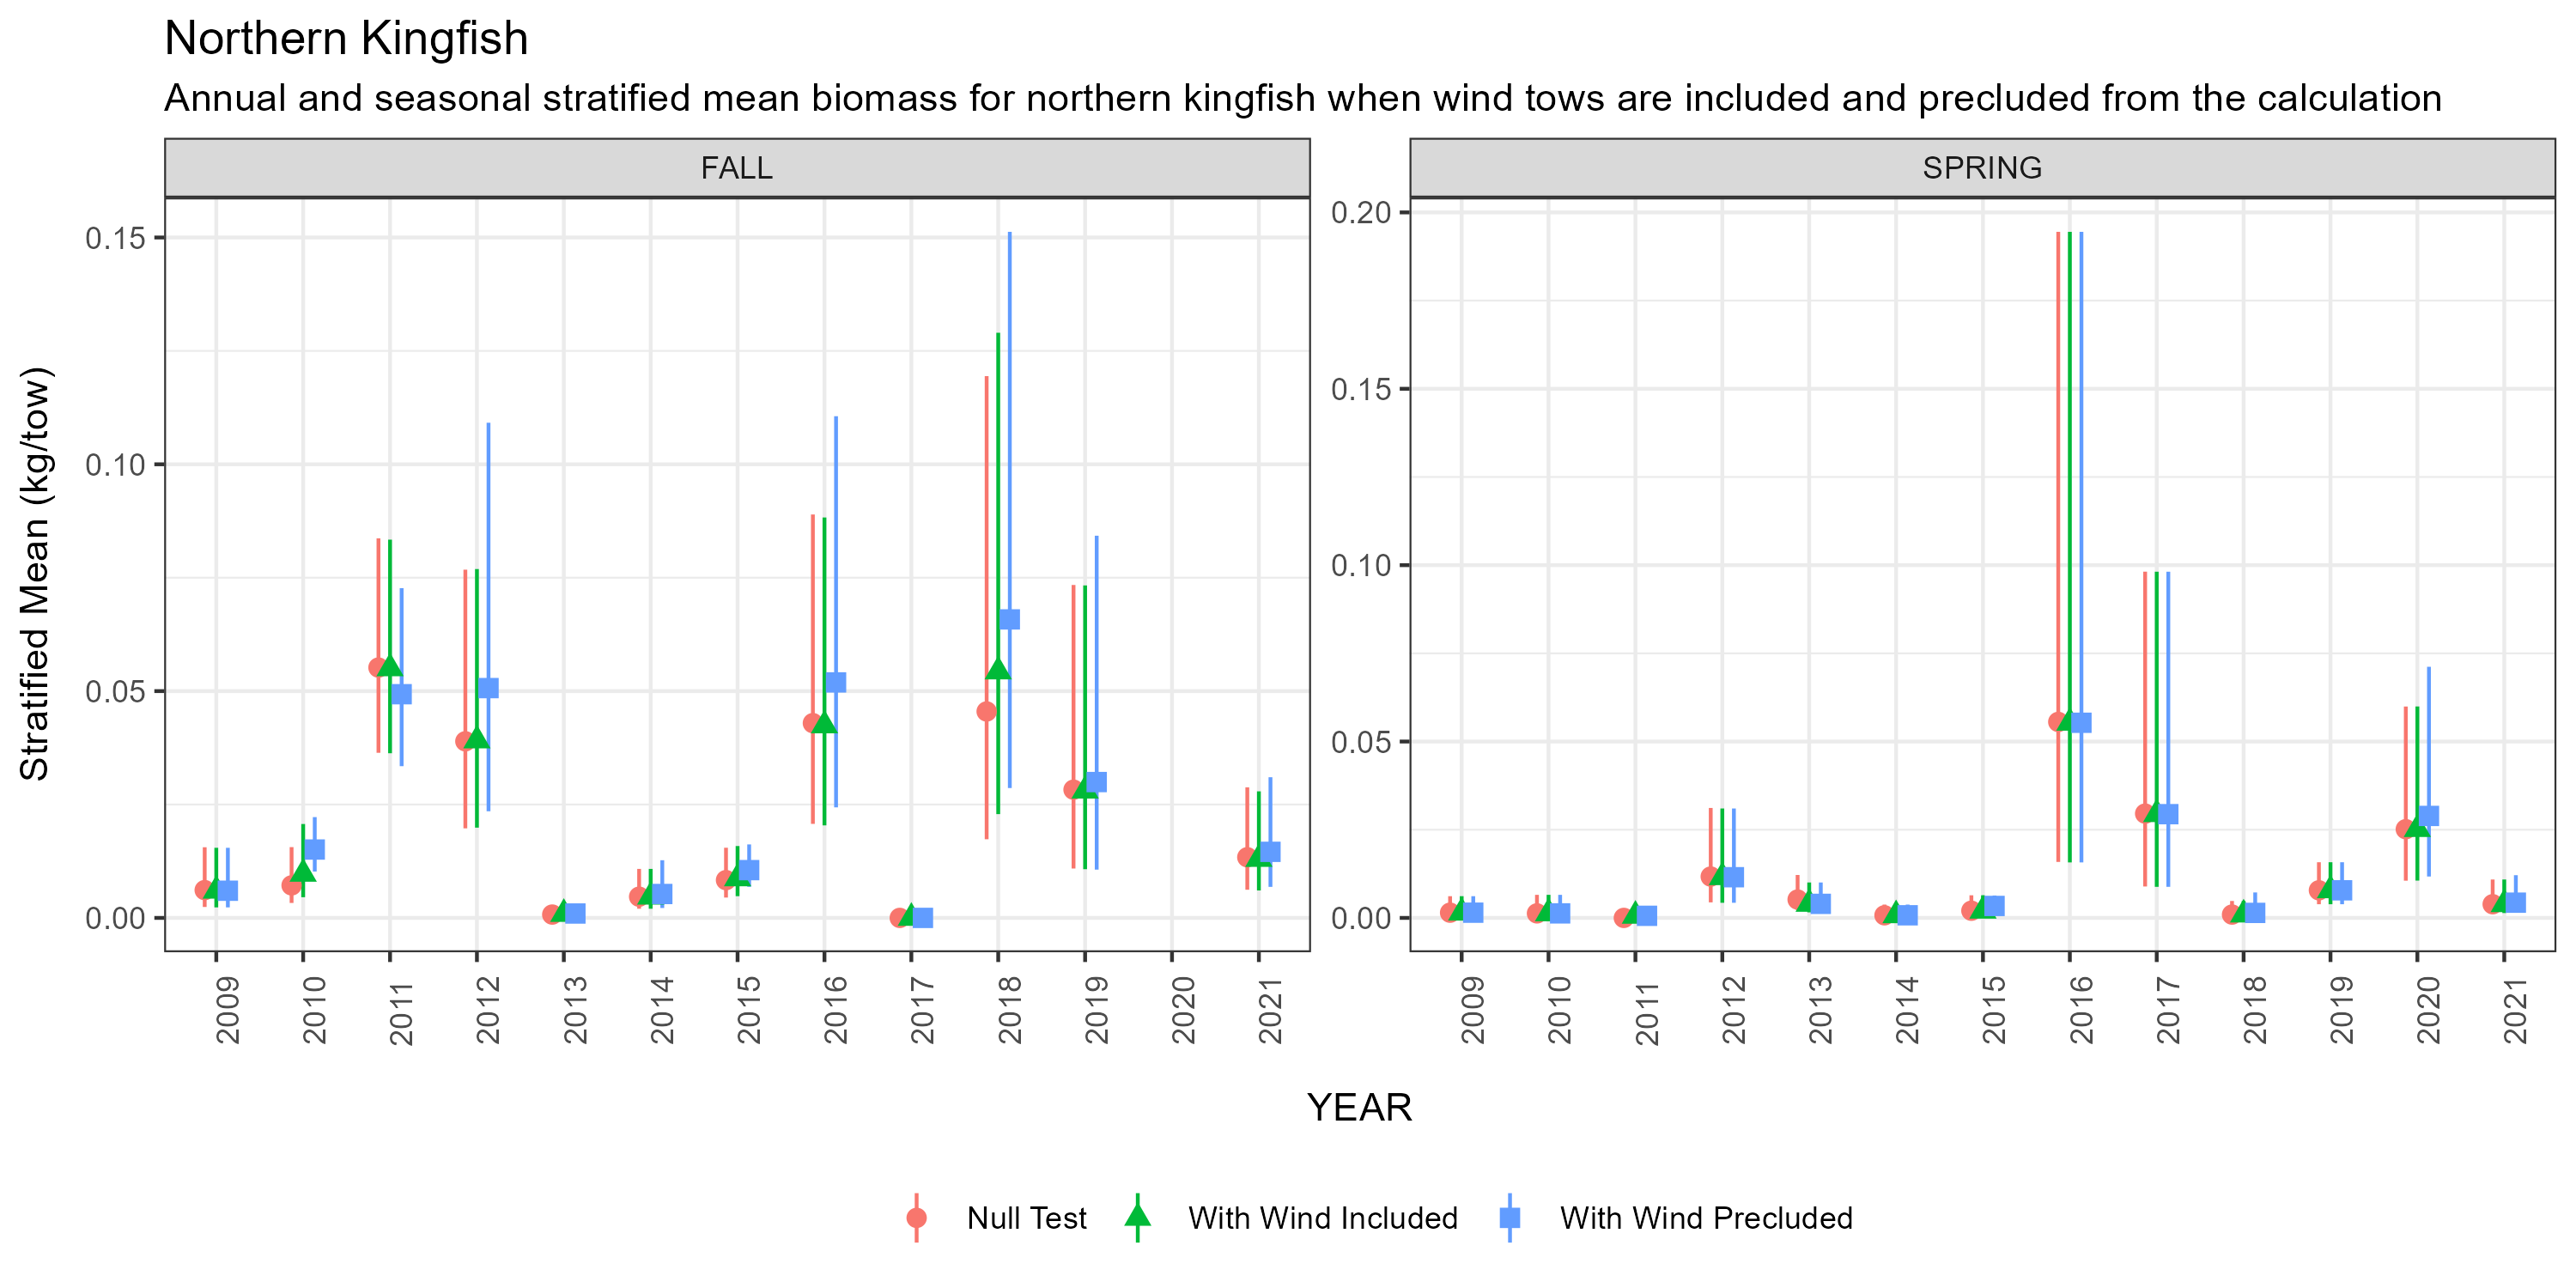 Northern Kingfish
Annual and seasonal stratified mean biomass for northern kingfish when wind tows are included and precluded from the calculation
FALL
SPRING
Stratified Mean (kg/tow)
0.15
0.10
0.05
0.00
0.20
0.15
0.10
0.05
0.00
2009 2010 2011 2012 2013 2014 2015 2016 2017 2018 2019 2020 2021
2009 2010 2011 2012 2013 2014 2015 2016 2017 2018 2019 2020 2021
YEAR
Null Test With Wind Included With Wind Precluded